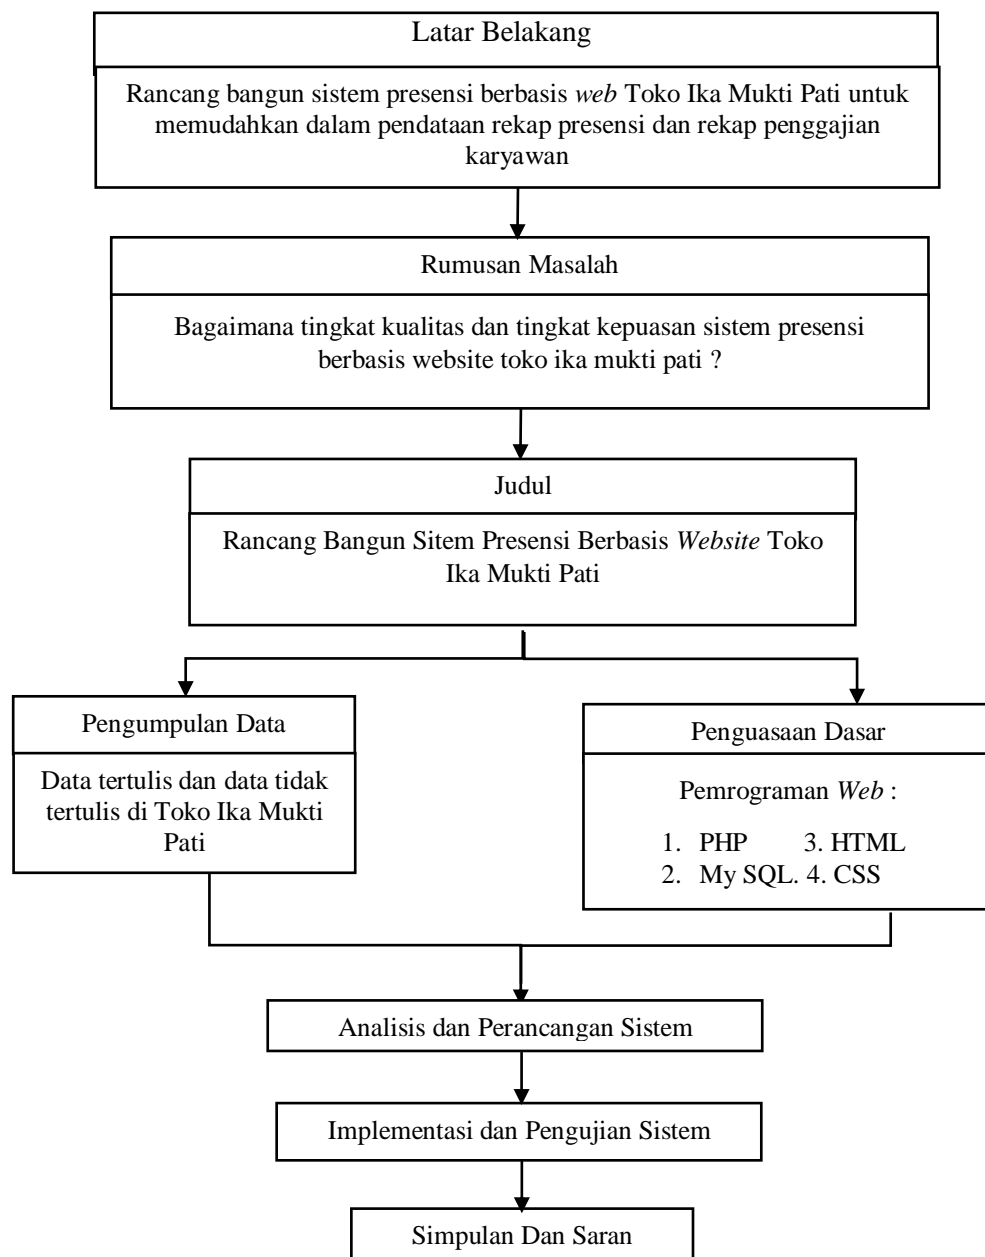 Latar Belakang
Rancang bangun sistem presensi berbasis web Toko Ika Mukti Pati untuk
memudahkan dalam pendataan rekap presensi dan rekap penggajian
karyawan
Rumusan Masalah
Bagaimana tingkat kualitas dan tingkat kepuasan sistem presensi
berbasis website toko ika mukti pati ?
Judul
Rancang Bangun Sitem Presensi Berbasis Website Toko
Ika Mukti Pati
Pengumpulan Data
Data tertulis dan data tidak
tertulis di Toko Ika Mukti
Pati
Penguasaan Dasar
Pemrograman Web :
1. PHP 3. HTML
2. My SQL. 4. CSS
Analisis dan Perancangan Sistem
Implementasi dan Pengujian Sistem
Simpulan Dan Saran